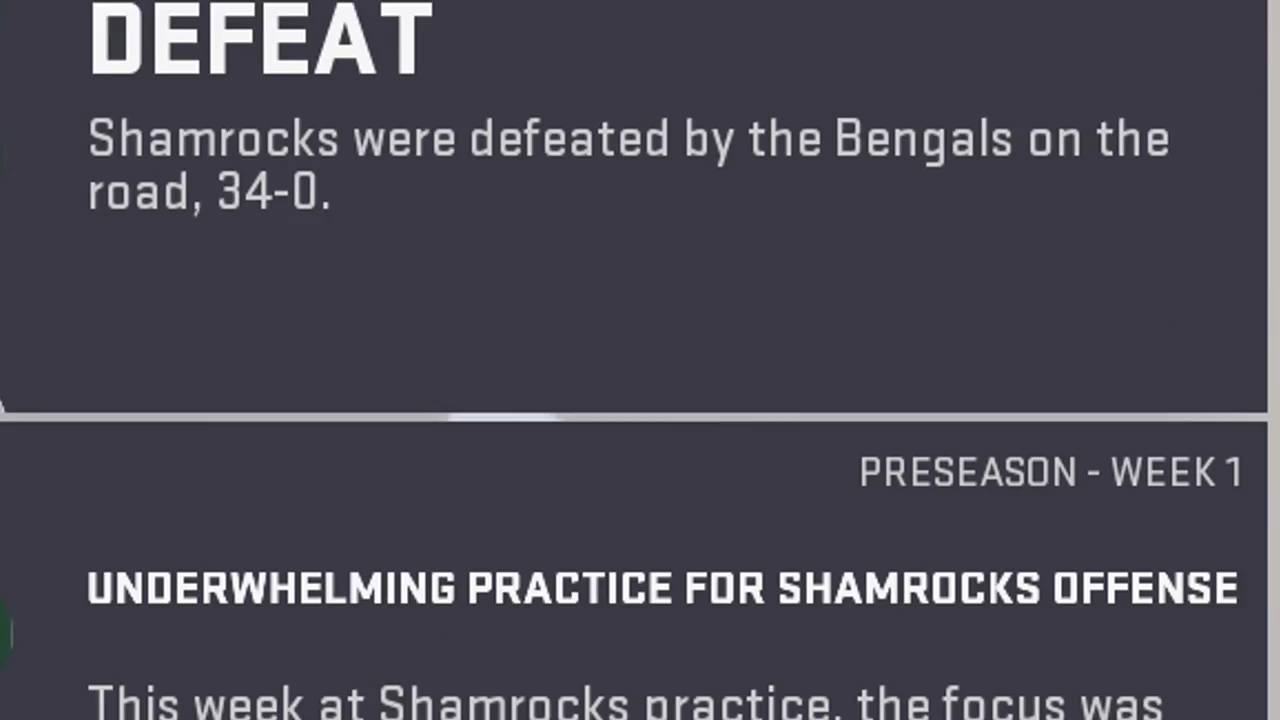 DEFEAT
Shamrocks were defeated by the Bengals on the
road, 34-0.
PRESEASON - WEEK 1
UNDERWHELMING PRACTICE FOR SHAMROCKS OFFENSE
This week at Shamrocks practice, the focus was